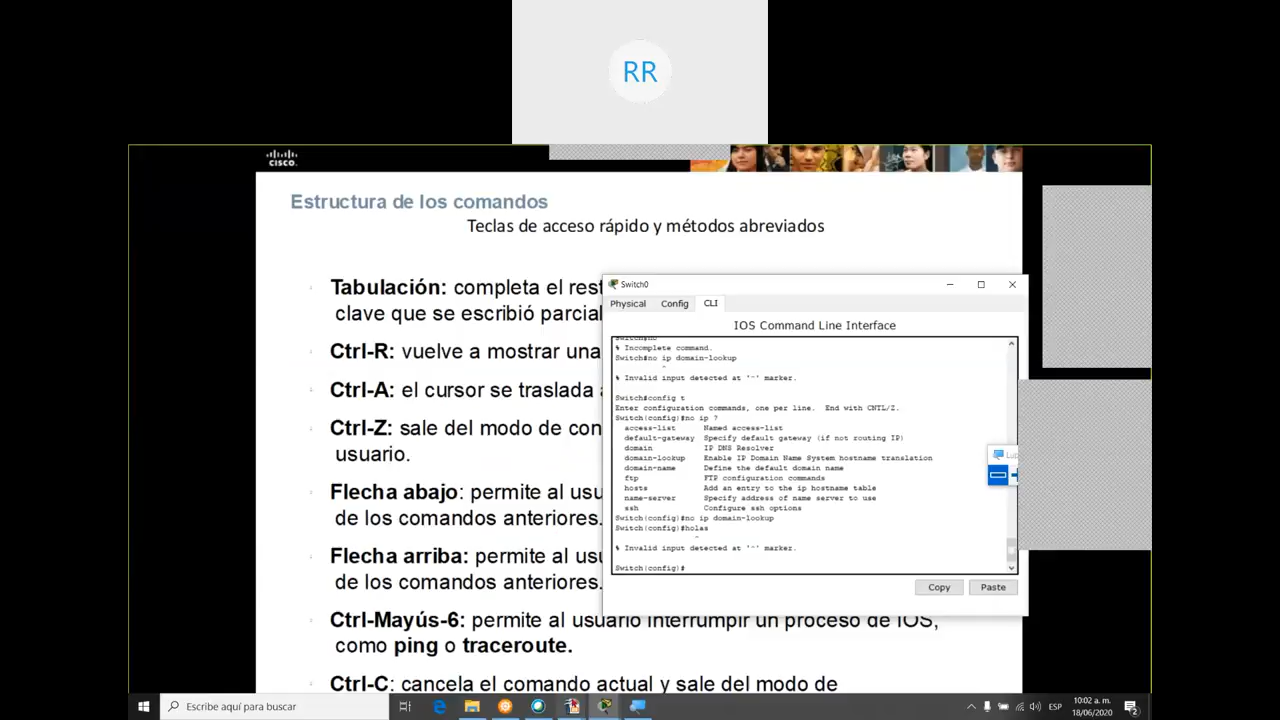 RR
CISCO
Estructura de los comandos
Teclas de acceso rápido y métodos abreviados
Tabulación: completa el rest
clave que se escribió parcial
Ctrl-R: vuelve a mostrar una
Ctrl-A: el cursor se traslada
Ctrl-Z: sale del modo de con
usuario.
Flecha abajo: permite al usu
de los comandos anteriores.
Flecha arriba: permite al usu
de los comandos anteriores.
Ctrl-Mayús-6: permite al usuario interrumpir un proceso de IOS,
como ping o traceroute.
Ctrl-C: cancela el comando actual y sale del modo de
Switch0
Physical Config CLI
IOS Command Line Interface
Switch#no
% Incomplete command.
Switch#no ip domain-lookup
^
% Invalid input detected at '^' marker.
Switch#config t
Enter configuration commands, one per line. End with CNTL/Z.
Switch(config)#no ip ?
access-list Named access-list
default-gateway Specify default gateway (if not routing IP)
domain IP DNS Resolver
domain-lookup Enable IP Domain Name System hostname translation
domain-name Define the default domain name
ftp FTP configuration commands
hosts Add an entry to the ip hostname table
name-server Specify address of name server to use
ssh Configure ssh options
Switch(config)#no ip domain-lookup
Switch(config)#holas
^
% Invalid input detected at '^' marker.
Switch(config)#
Copy Paste
Lup
Escribe aquí para buscar
ESP
10:02 a. m.
18/06/2020
2